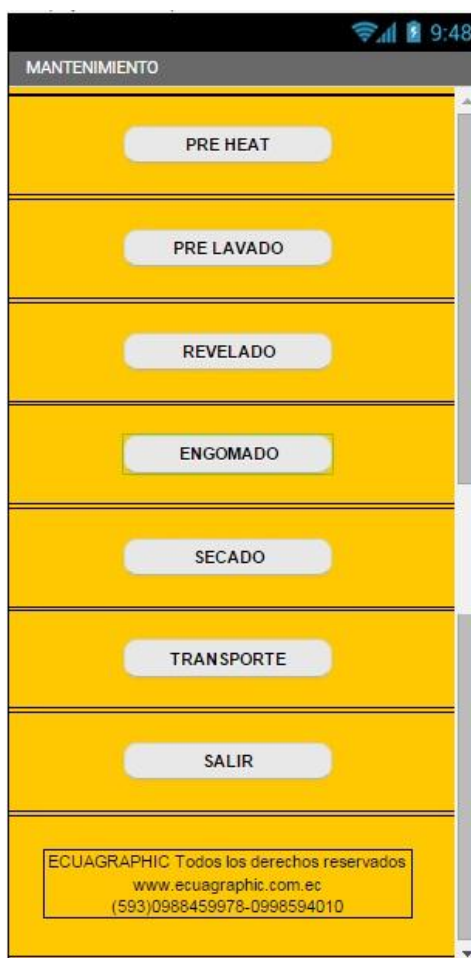 9:48
MANTENIMIENTO
PRE HEAT
PRE LAVADO
REVELADO
ENGOMADO
SECADO
TRANSPORTE
SALIR
ECUAGRAPHIC Todos los derechos reservados
www.ecuagraphic.com.ec
(593)0988459978-0998594010